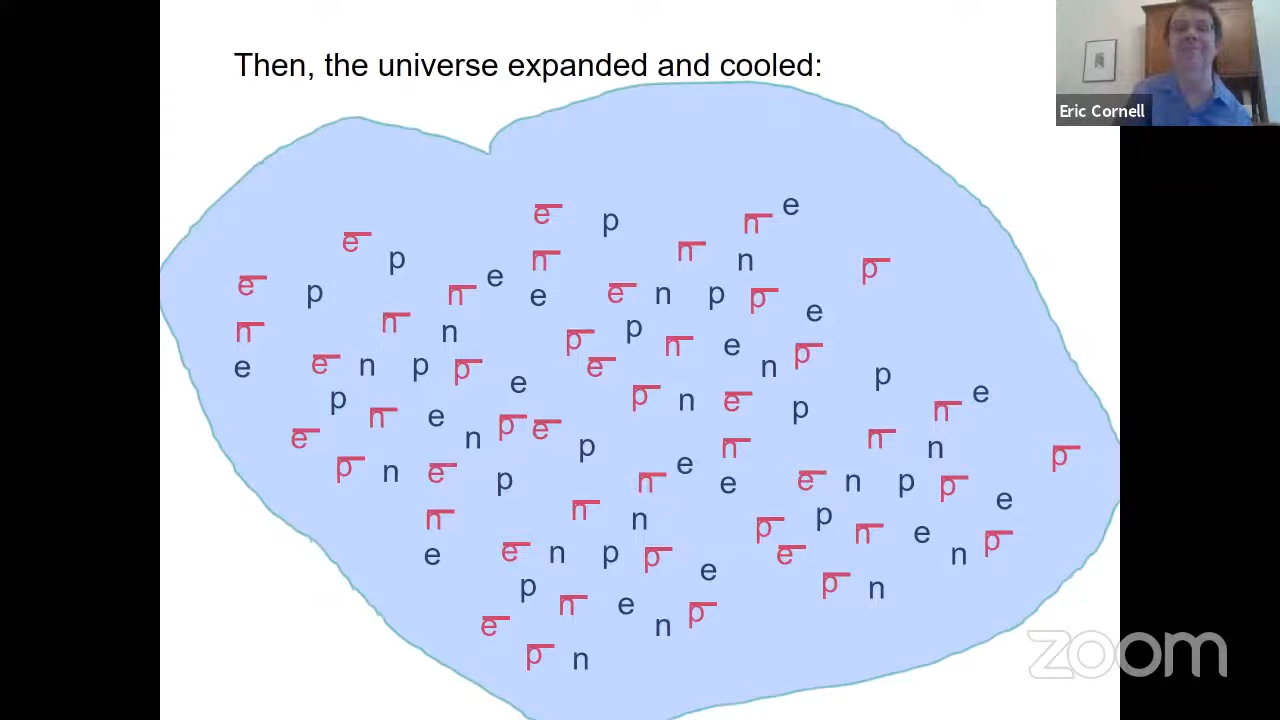 Then, the universe expanded and cooled:
Eric Cornell
e̅ p n̅ e
e̅ p n̅ n̅ n p̅
e̅ p n̅ e e e̅ n p p̅ e
n̅ n̅ n p̅ p n̅ e p̅
e e̅ n p p̅ e e̅ n p
p n̅ e p̅ n e̅ p n̅ e
e̅ n p̅ e̅ p n̅ n̅ n p̅
p̅ n e̅ p n̅ e e e̅ n p p̅ e
n̅ n̅ n p̅ p n̅ e p̅
e e̅ n p p̅ e e̅ n
p n̅ e p̅ n
e̅ n p̅
p̅ n
zoom